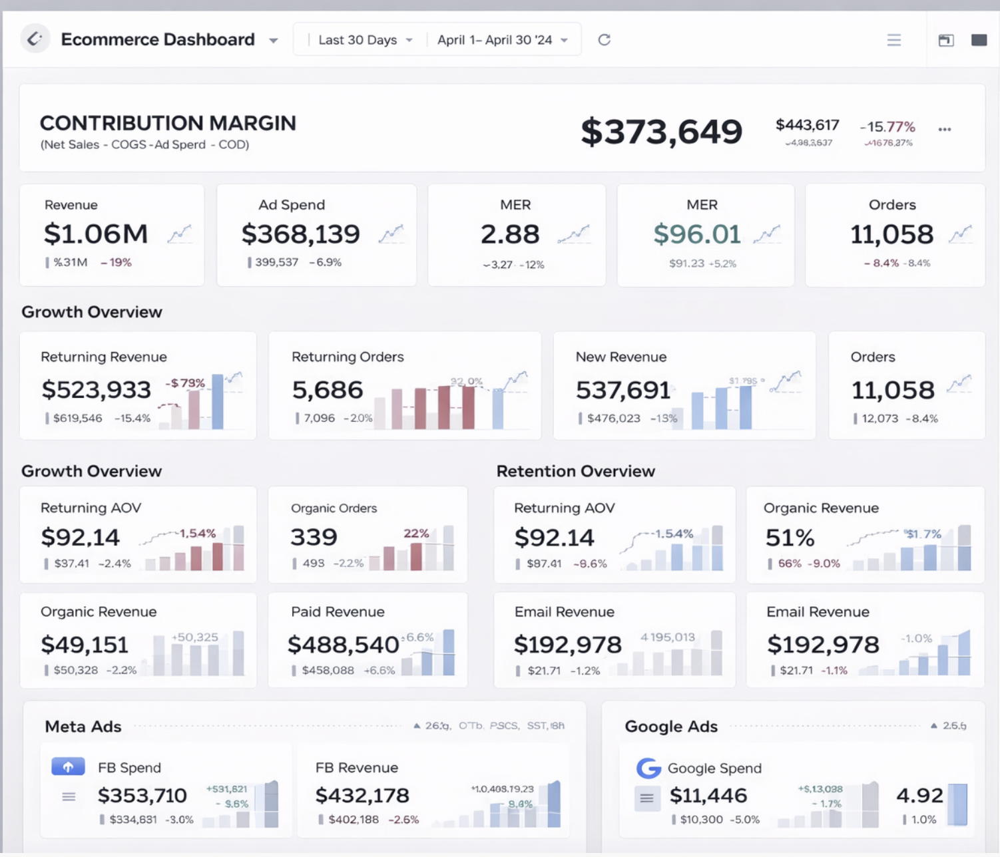 Ecommerce Dashboard
Last 30 Days
April 1– April 30 '24
CONTRIBUTION MARGIN
(Net Sales - COGS -Ad Sperd - COD)
$373,649
$443,617
-15.77%
Revenue
$1.06M
%31M -19%
Ad Spend
$368,139
399,537 -6.9%
MER
2.88
~3.27 -12%
MER
$96.01
$91.23 +5.2%
Orders
11,058
- 8.4% -8.4%
Growth Overview
Returning Revenue
-$73%
$523,933
$619,546 -15.4%
Returning Orders
5,686
7,096 -2.0%
New Revenue
537,691
$476,023 -13%
Orders
11,058
12,073 -8.4%
Growth Overview
Returning AOV
-1,54%
$92,14
$37.41 -2.4%
Organic Orders
22%
339
493 -2.2%
Retention Overview
Returning AOV
-1.54%
$92.14
$87.41
Organic Revenue
$1.7%
51%
66% -9.0%
Organic Revenue
+50,325
$49,151
$50,328 -2.2%
Paid Revenue
6.6%
$488,540
$458,088 +6.6%
Email Revenue
4195,013
$192,978
$21.71 -1.2%
Email Revenue
-1.0%
$192,978
$21.71 -1.1%
Meta Ads
FB Spend
$353,710
$334,631 -3.0%
FB Revenue
$432,178
$402,188 -2.6%
Google Ads
Google Spend
- 1.7%
$11,446
$10,300 -5.0%
4.92
1.0%